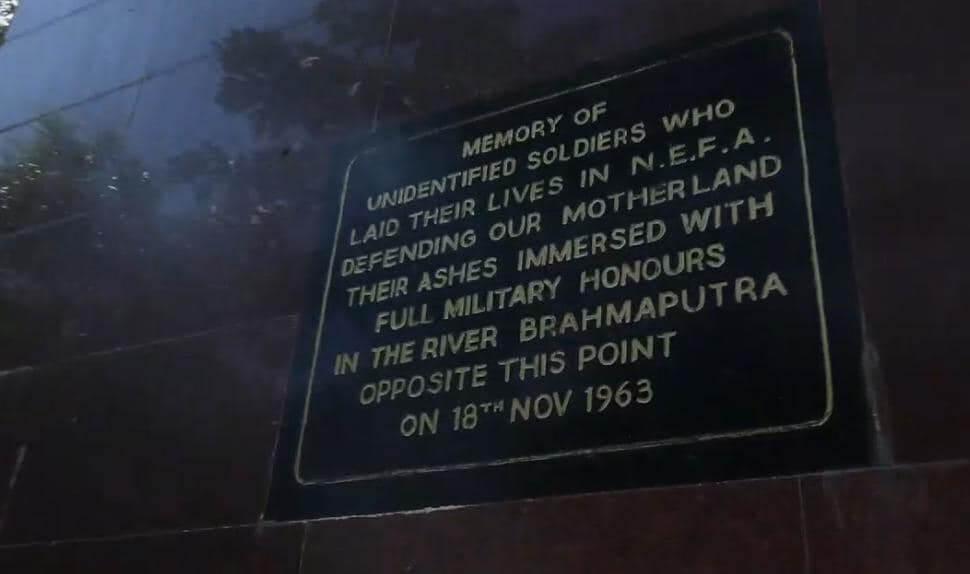 MEMORY OF
UNIDENTIFIED SOLDIERS WHO
LAID THEIR LIVES IN N.E.F.A.
DEFENDING OUR MOTHERLAND
THEIR ASHES IMMERSED WITH
FULL MILITARY HONOURS
IN THE RIVER BRAHMAPUTRA
OPPOSITE THIS POINT
ON 18TH NOV 1963